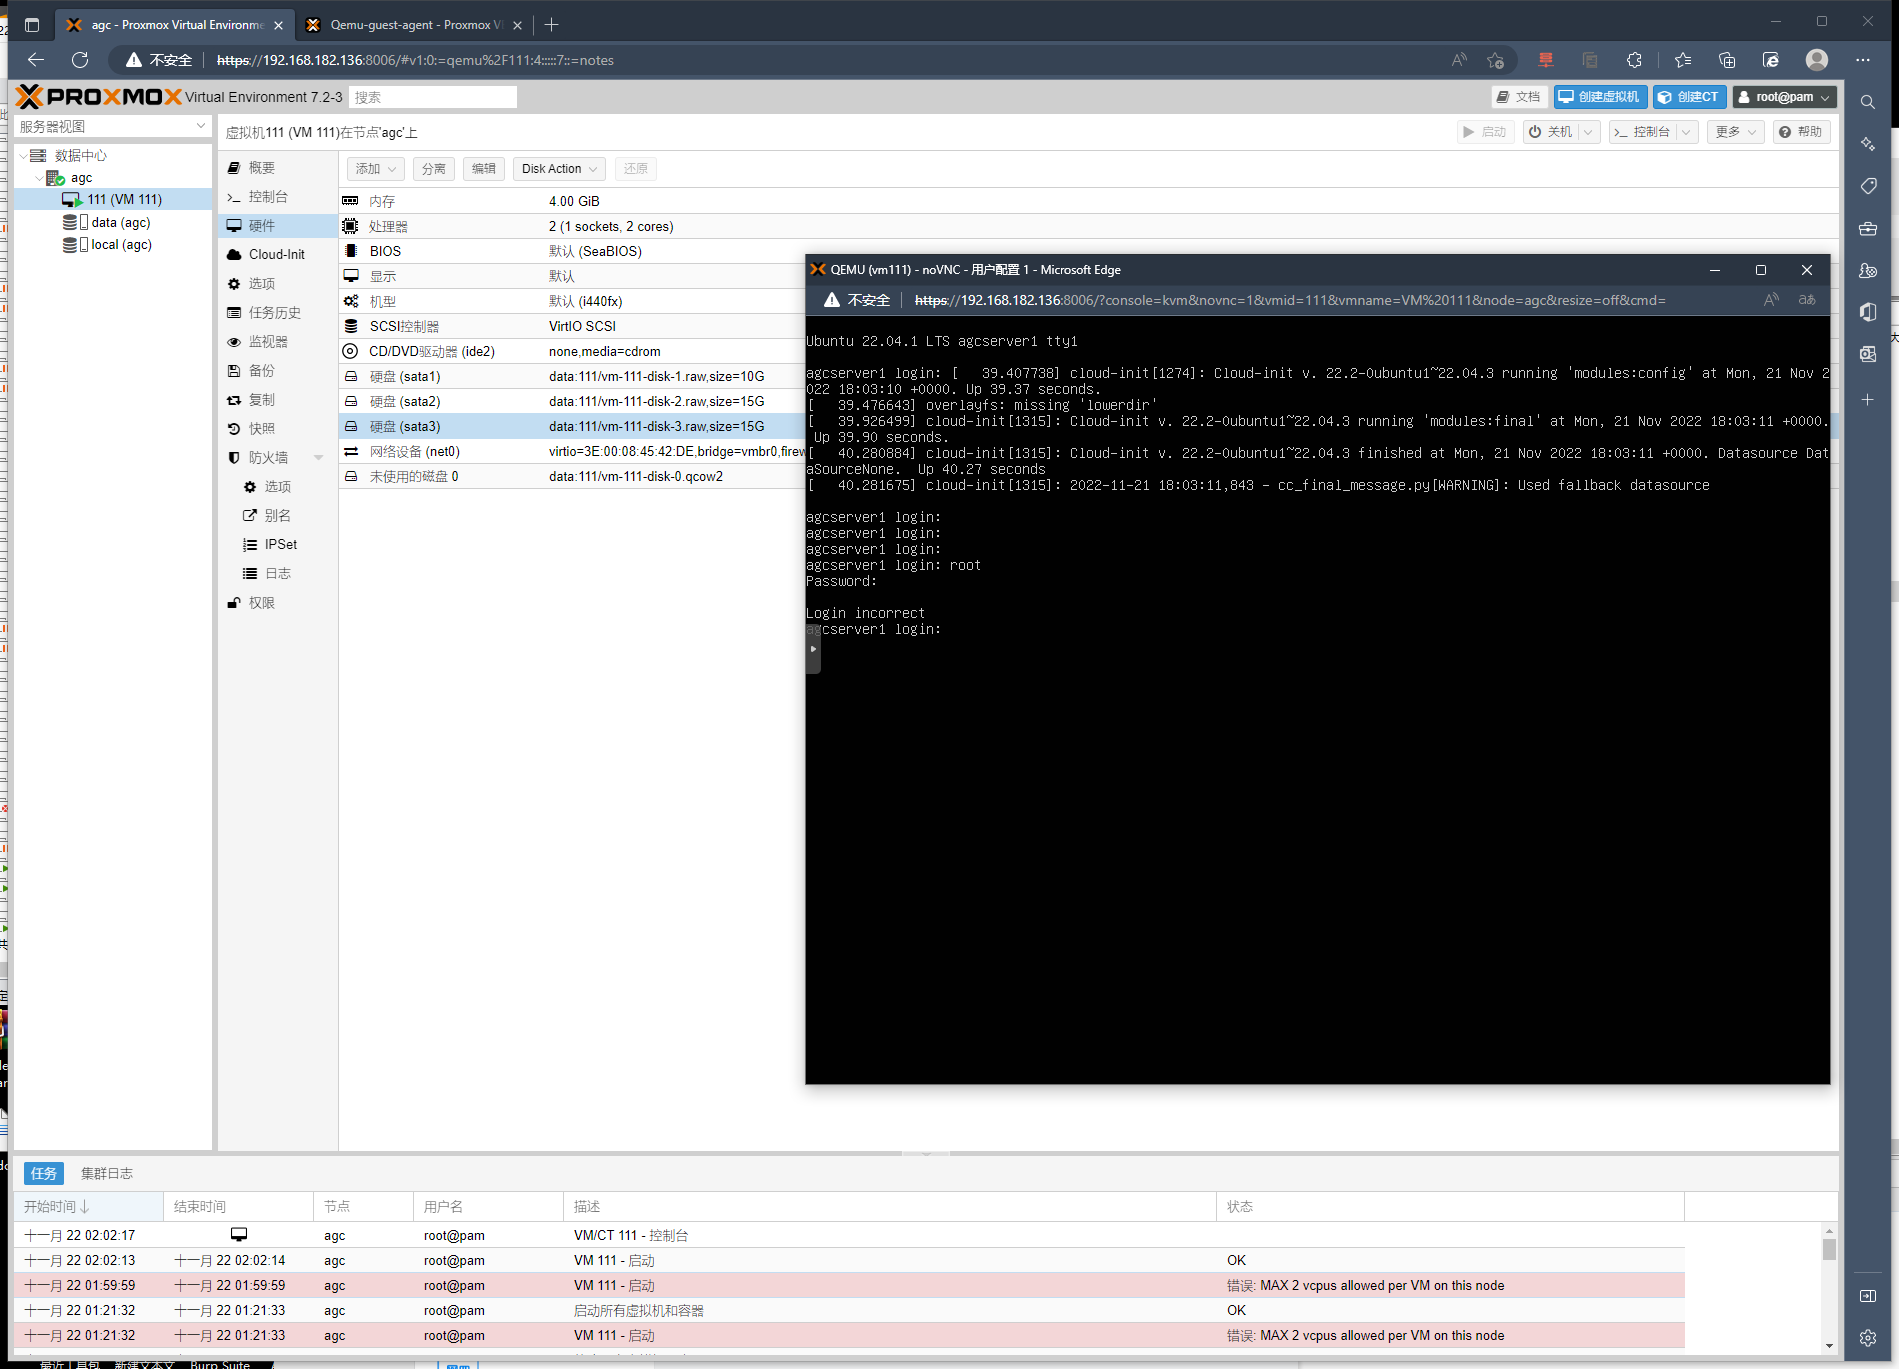 agc - Proxmox Virtual Environme
Qemu-guest-agent - Proxmox V
不安全
https://192.168.182.136:8006/#v1:0:=qemu%2F111:4:::::7::=notes
PROXMOX Virtual Environment 7.2-3
搜索
文档
创建虚拟机
创建CT
root@pam
服务器视图
虚拟机111 (VM 111)在节点'agc'上
启动
关机
控制台
更多
帮助
数据中心
agc
111 (VM 111)
data (agc)
local (agc)
概要
控制台
硬件
Cloud-Init
选项
任务历史
监视器
备份
复制
快照
防火墙
选项
别名
IPSet
日志
权限
添加
分离
编辑
Disk Action
还原
内存 4.00 GiB
处理器 2 (1 sockets, 2 cores)
BIOS 默认 (SeaBIOS)
显示 默认
机型 默认 (i440fx)
SCSI控制器 VirtIO SCSI
CD/DVD驱动器 (ide2) none,media=cdrom
硬盘 (sata1) data:111/vm-111-disk-1.raw,size=10G
硬盘 (sata2) data:111/vm-111-disk-2.raw,size=15G
硬盘 (sata3) data:111/vm-111-disk-3.raw,size=15G
网络设备 (net0) virtio=3E:00:08:45:42:DE,bridge=vmbr0,firew
未使用的磁盘 0 data:111/vm-111-disk-0.qcow2
QEMU (vm111) - noVNC - 用户配置 1 - Microsoft Edge
不安全
https://192.168.182.136:8006/?console=kvm&novnc=1&vmid=111&vmname=VM%20111&node=agc&resize=off&cmd=
Ubuntu 22.04.1 LTS agcserver1 tty1
agcserver1 login: [   39.407738] cloud-init[1274]: Cloud-init v. 22.2-0ubuntu1~22.04.3 running 'modules:config' at Mon, 21 Nov 2
022 18:03:10 +0000. Up 39.37 seconds.
[   39.476643] overlayfs: missing 'lowerdir'
[   39.926499] cloud-init[1315]: Cloud-init v. 22.2-0ubuntu1~22.04.3 running 'modules:final' at Mon, 21 Nov 2022 18:03:11 +0000.
Up 39.90 seconds.
[   40.280884] cloud-init[1315]: Cloud-init v. 22.2-0ubuntu1~22.04.3 finished at Mon, 21 Nov 2022 18:03:11 +0000. Datasource Dat
aSourceNone.  Up 40.27 seconds
[   40.281675] cloud-init[1315]: 2022-11-21 18:03:11,843 - cc_final_message.py[WARNING]: Used fallback datasource
agcserver1 login:
agcserver1 login:
agcserver1 login:
agcserver1 login: root
Password:
Login incorrect
agcserver1 login:
任务
集群日志
开始时间 结束时间 节点 用户名 描述 状态
十一月 22 02:02:17 agc root@pam VM/CT 111 - 控制台
十一月 22 02:02:13 十一月 22 02:02:14 agc root@pam VM 111 - 启动 OK
十一月 22 01:59:59 十一月 22 01:59:59 agc root@pam VM 111 - 启动 错误: MAX 2 vcpus allowed per VM on this node
十一月 22 01:21:32 十一月 22 01:21:33 agc root@pam 启动所有虚拟机和容器 OK
十一月 22 01:21:32 十一月 22 01:21:33 agc root@pam VM 111 - 启动 错误: MAX 2 vcpus allowed per VM on this node
Burp Suite